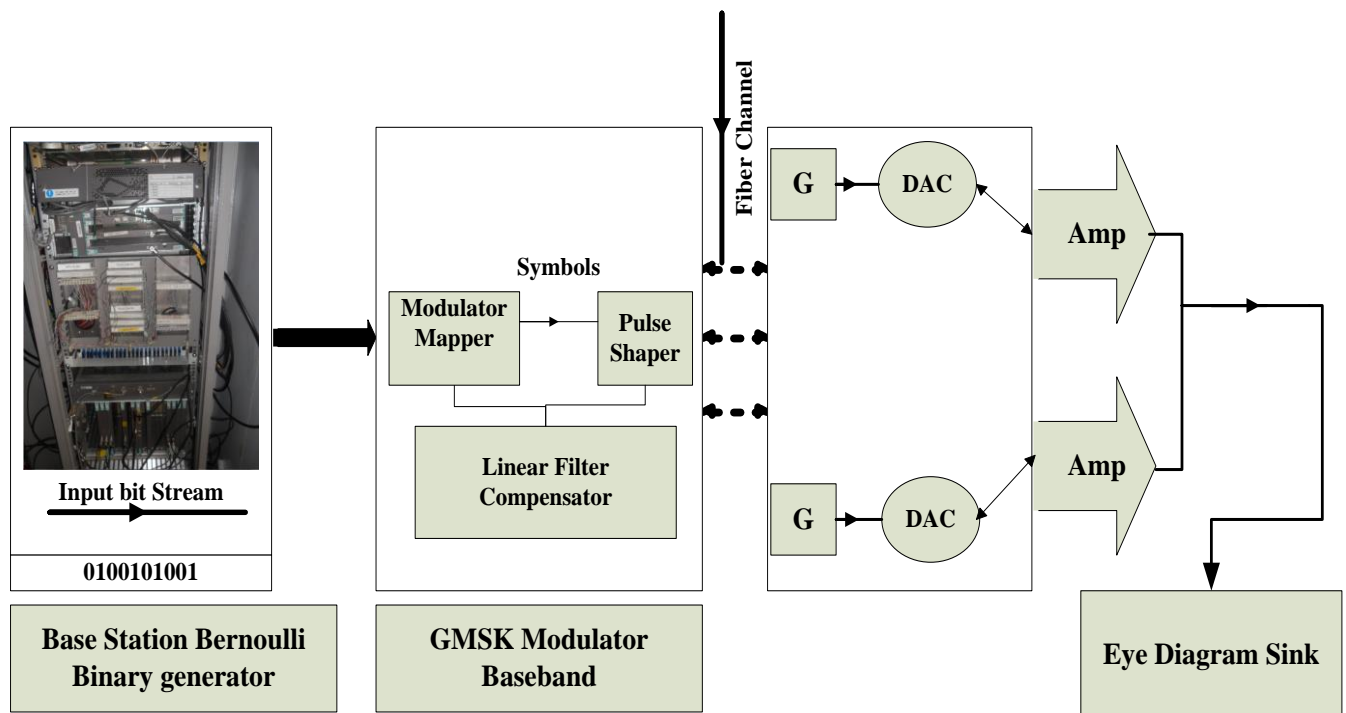 Fiber Channel
Input bit Stream
0100101001
Base Station Bernoulli
Binary generator
Symbols
Modulator
Mapper
Pulse
Shaper
Linear Filter
Compensator
GMSK Modulator
Baseband
G
DAC
Amp
G
DAC
Amp
Eye Diagram Sink